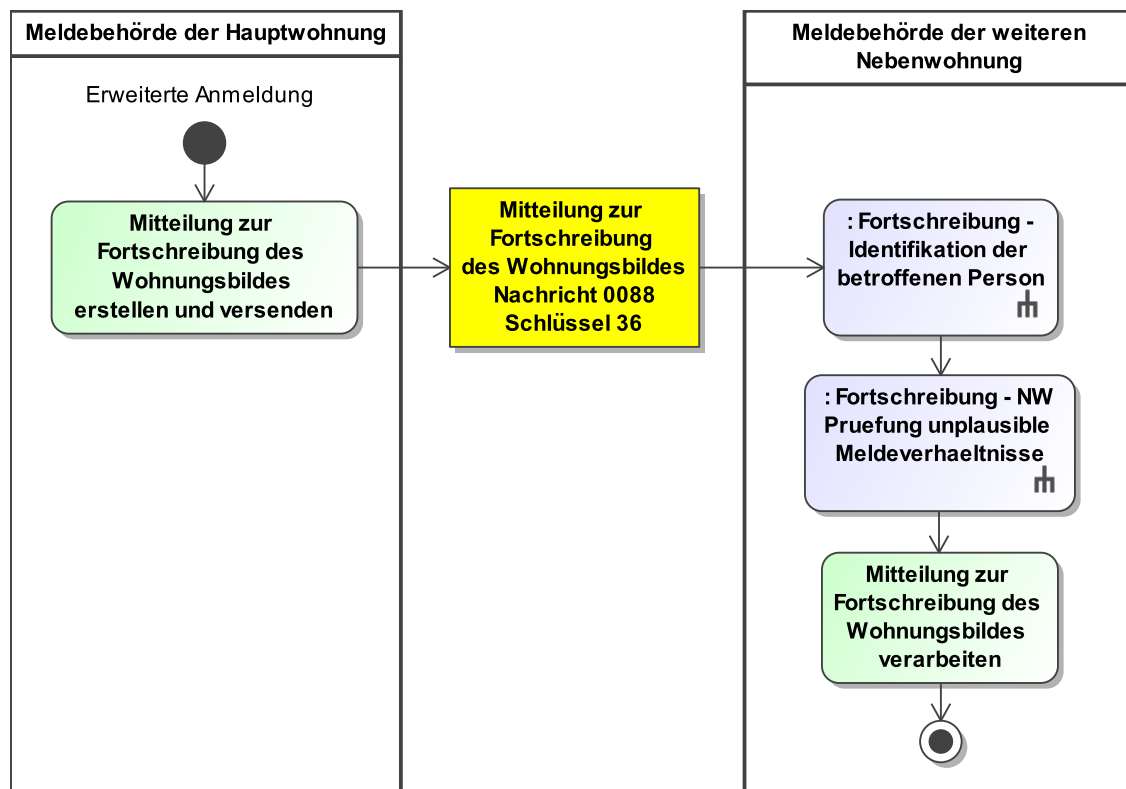 Meldebehörde der Hauptwohnung
Erweiterte Anmeldung
Mitteilung zur
Fortschreibung des
Wohnungsbildes
erstellen und versenden
Mitteilung zur
Fortschreibung
des Wohnungsbildes
Nachricht 0088
Schlüssel 36
Meldebehörde der weiteren
Nebenwohnung
: Fortschreibung -
Identifikation der
betroffenen Person
: Fortschreibung - NW
Pruefung unplausible
Meldeverhaeltnisse
Mitteilung zur
Fortschreibung des
Wohnungsbildes
verarbeiten